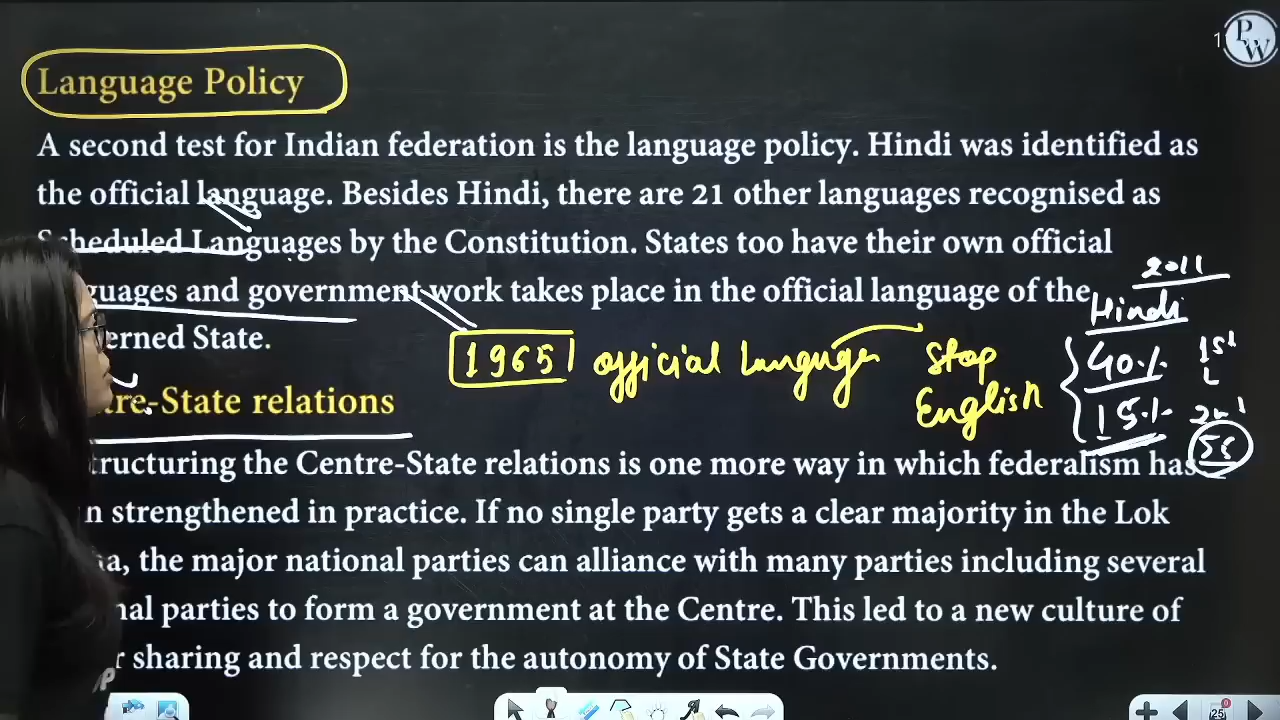 PW
1
Language Policy
A second test for Indian federation is the language policy. Hindi was identified as
the official language. Besides Hindi, there are 21 other languages recognised as
Scheduled Languages by the Constitution. States too have their own official
guages and government work takes place in the official language of the
erned State.
2011
Hindi
1965 official language Stop
English
40% 1st
L
15%
55
tre-State relations
tructuring the Centre-State relations is one more way in which federalism has
n strengthened in practice. If no single party gets a clear majority in the Lok
a, the major national parties can alliance with many parties including several
nal parties to form a government at the Centre. This led to a new culture of
r sharing and respect for the autonomy of State Governments.
25